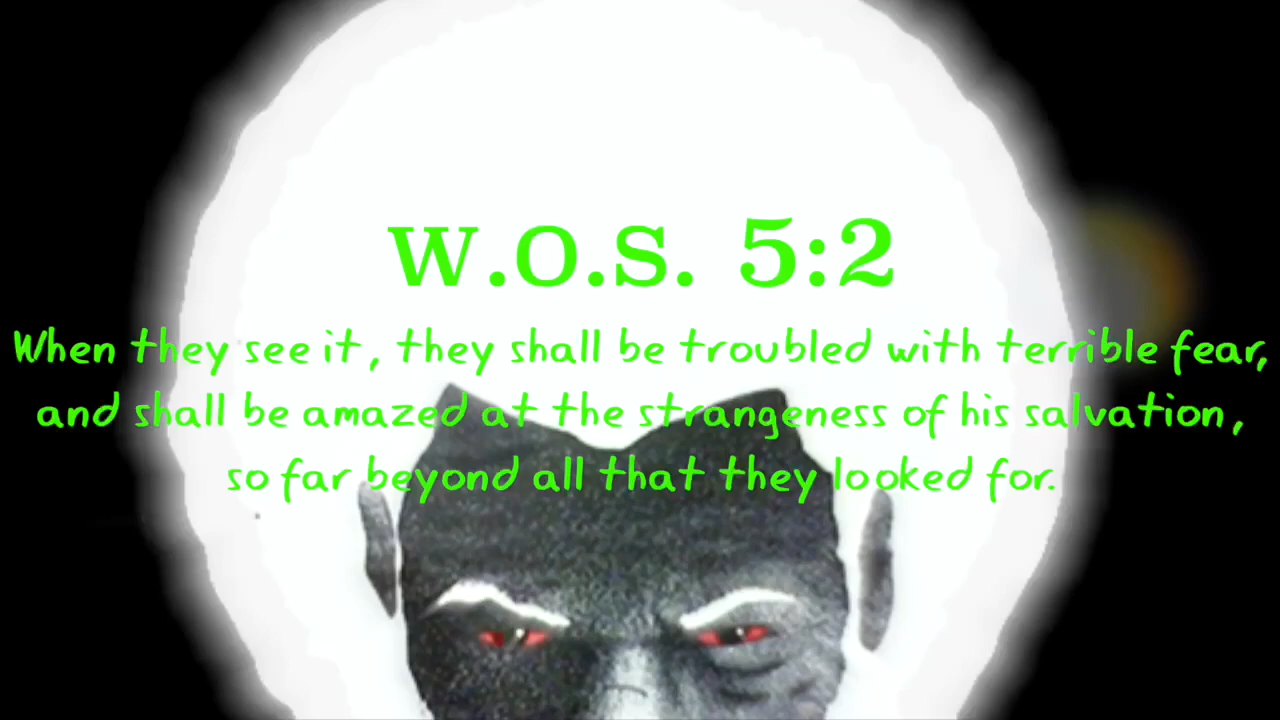 W.O.S. 5:2
When they see it, they shall be troubled with terrible fear,
and shall be amazed at the strangeness of his salvation,
so far beyond all that they looked for.